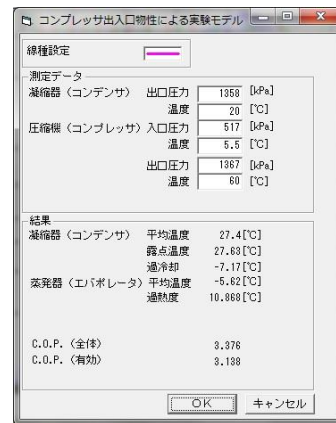 コンプレッサ出入口物性による実験モデル
線種設定
測定データ
凝縮器（コンデンサ） 出口圧力 1358 [kPa]
温度 20 [℃]
圧縮機（コンプレッサ） 入口圧力 517 [kPa]
温度 5.5 [℃]
出口圧力 1367 [kPa]
温度 60 [℃]
結果
凝縮器（コンデンサ） 平均温度 27.4[℃]
露点温度 27.63[℃]
過冷却 -7.17[℃]
蒸発器（エバポレータ） 平均温度 -5.62[℃]
過熱度 10.868[℃]
C.O.P.（全体） 3.376
C.O.P.（有効） 3.138
OK キャンセル